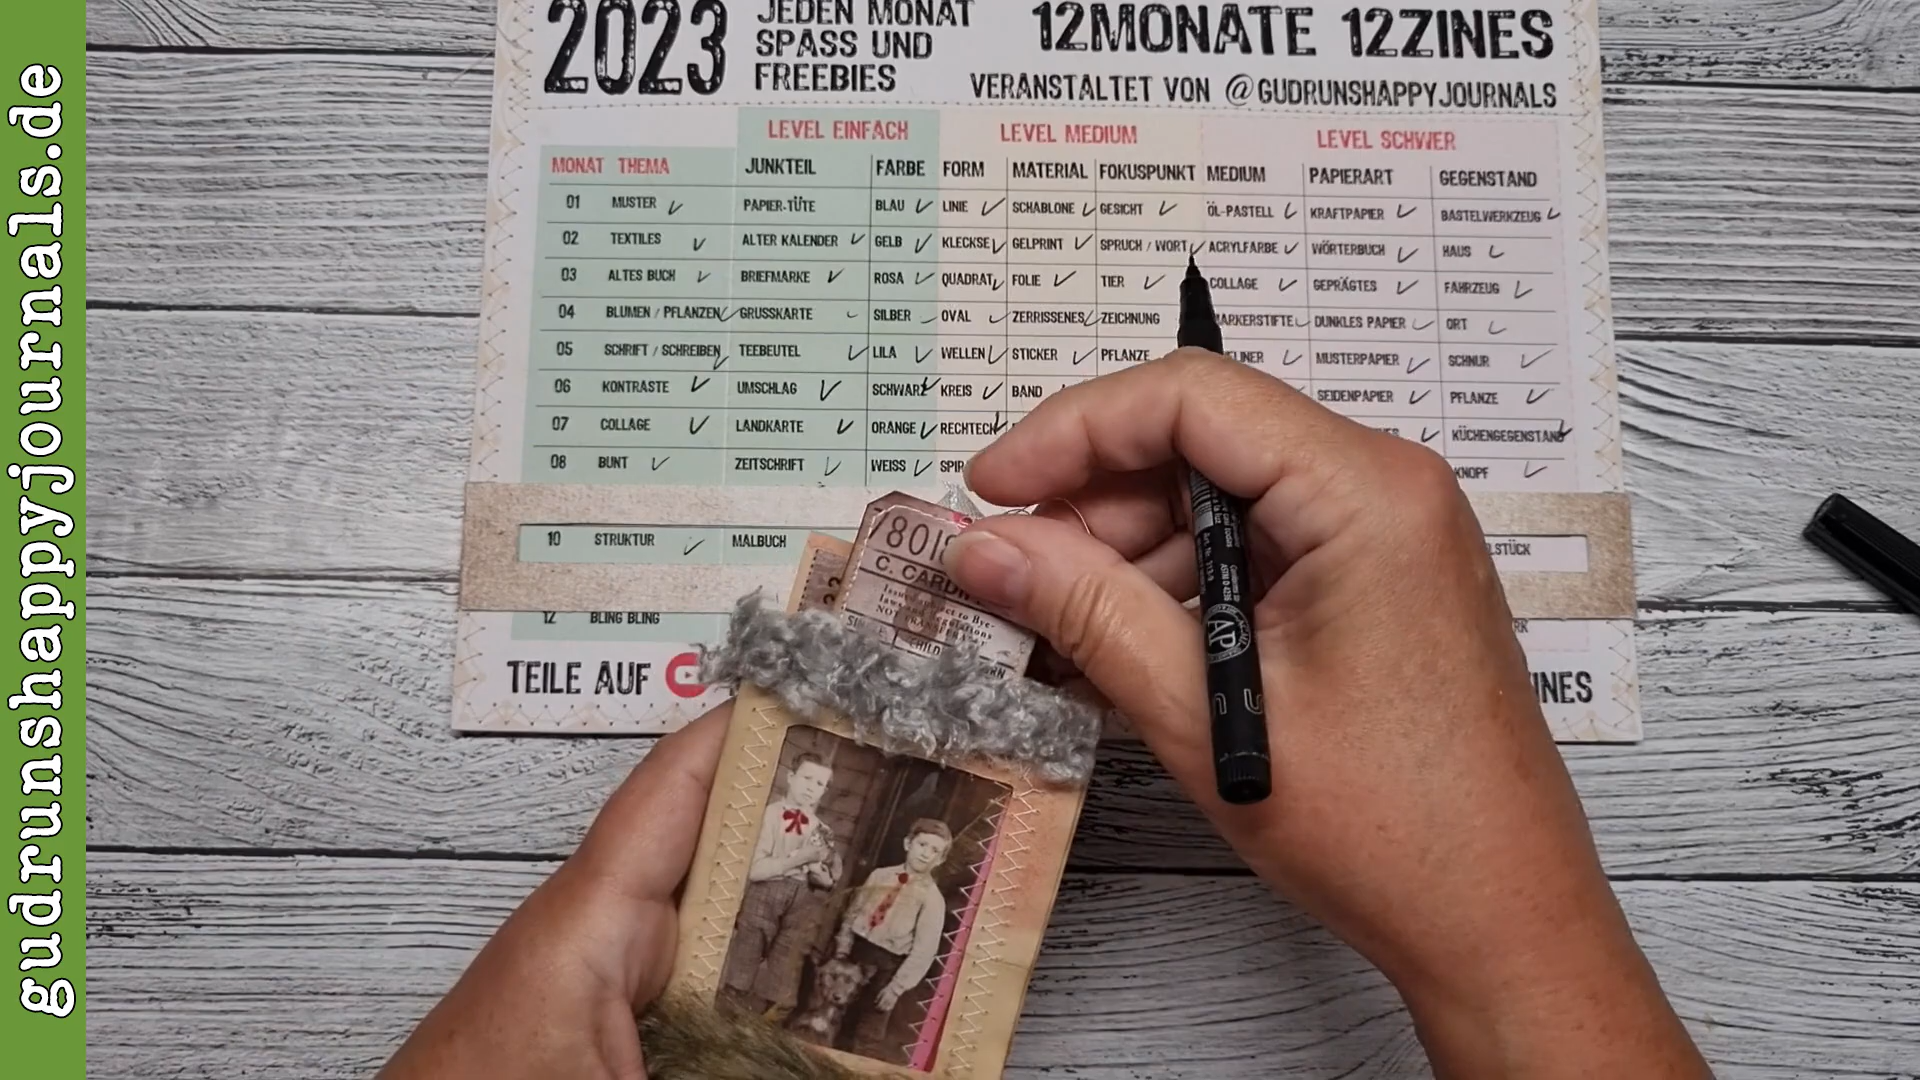 gudrunshappyjournals.de
2023 JEDEN MONAT SPASS UND FREEBIES
12MONATE 12ZINES
VERANSTALTET VON @GUDRUNSHAPPYJOURNALS
LEVEL EINFACH LEVEL MEDIUM LEVEL SCHWER
MONAT THEMA JUNKTEIL FARBE FORM MATERIAL FOKUSPUNKT MEDIUM PAPIERART GEGENSTAND
01 MUSTER PAPIER-TÜTE BLAU LINIE SCHABLONE GESICHT ÖL-PASTELL KRAFTPAPIER BASTELWERKZEUG
02 TEXTILES ALTER KALENDER GELB KLECKSE GELPRINT SPRUCH / WORT ACRYLFARBE WÖRTERBUCH HAUS
03 ALTES BUCH BRIEFMARKE ROSA QUADRAT FOLIE TIER COLLAGE GEPRÄGTES FAHRZEUG
04 BLUMEN / PFLANZEN GRUSSKARTE SILBER OVAL ZERRISSENES ZEICHNUNG MARKERSTIFTE DUNKLES PAPIER ORT
05 SCHRIFT / SCHREIBEN TEEBEUTEL LILA WELLEN STICKER PFLANZE MUSTERPAPIER SCHNUR
06 KONTRASTE UMSCHLAG SCHWARZ KREIS BAND SEIDENPAPIER PFLANZE
07 COLLAGE LANDKARTE ORANGE RECHTECK KÜCHENGEGENSTAND
08 BUNT ZEITSCHRIFT WEISS KNOPF
10 STRUKTUR MALBUCH
12 BLING BLING
TEILE AUF
C.
NOT
CHILD